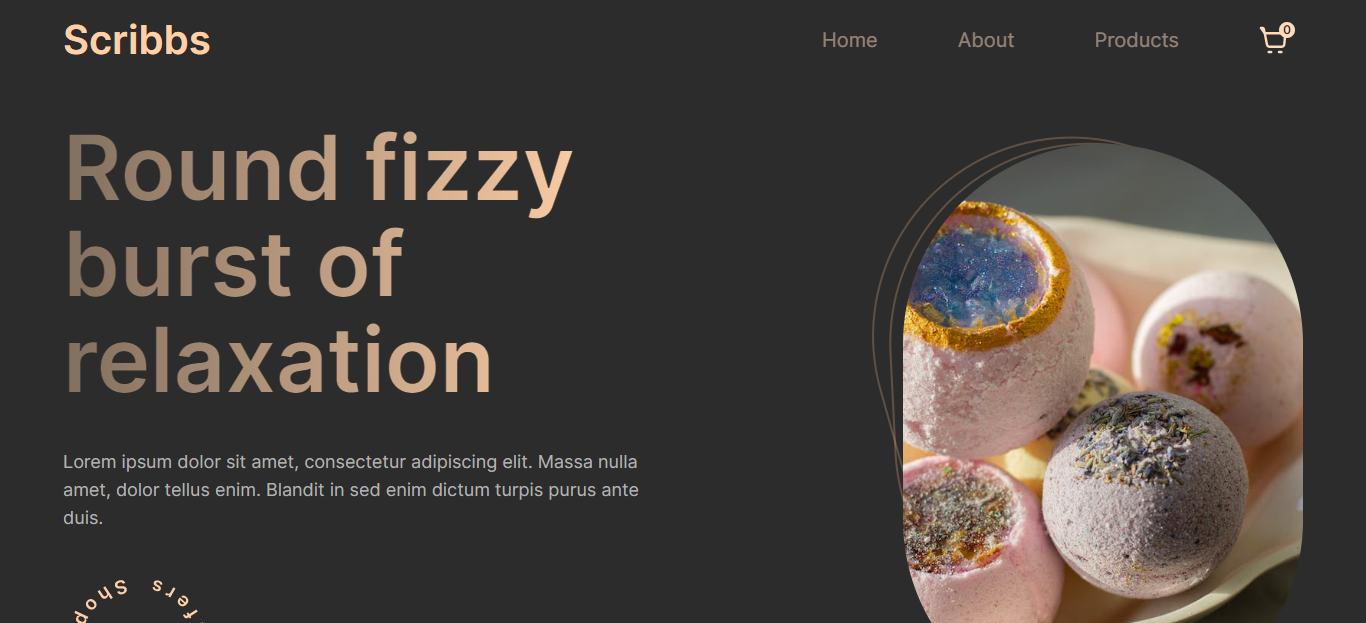 Scribbs
Home
About
Products
0
Round fizzy
burst of
relaxation
Lorem ipsum dolor sit amet, consectetur adipiscing elit. Massa nulla
amet, dolor tellus enim. Blandit in sed enim dictum turpis purus ante
duis.
Shop